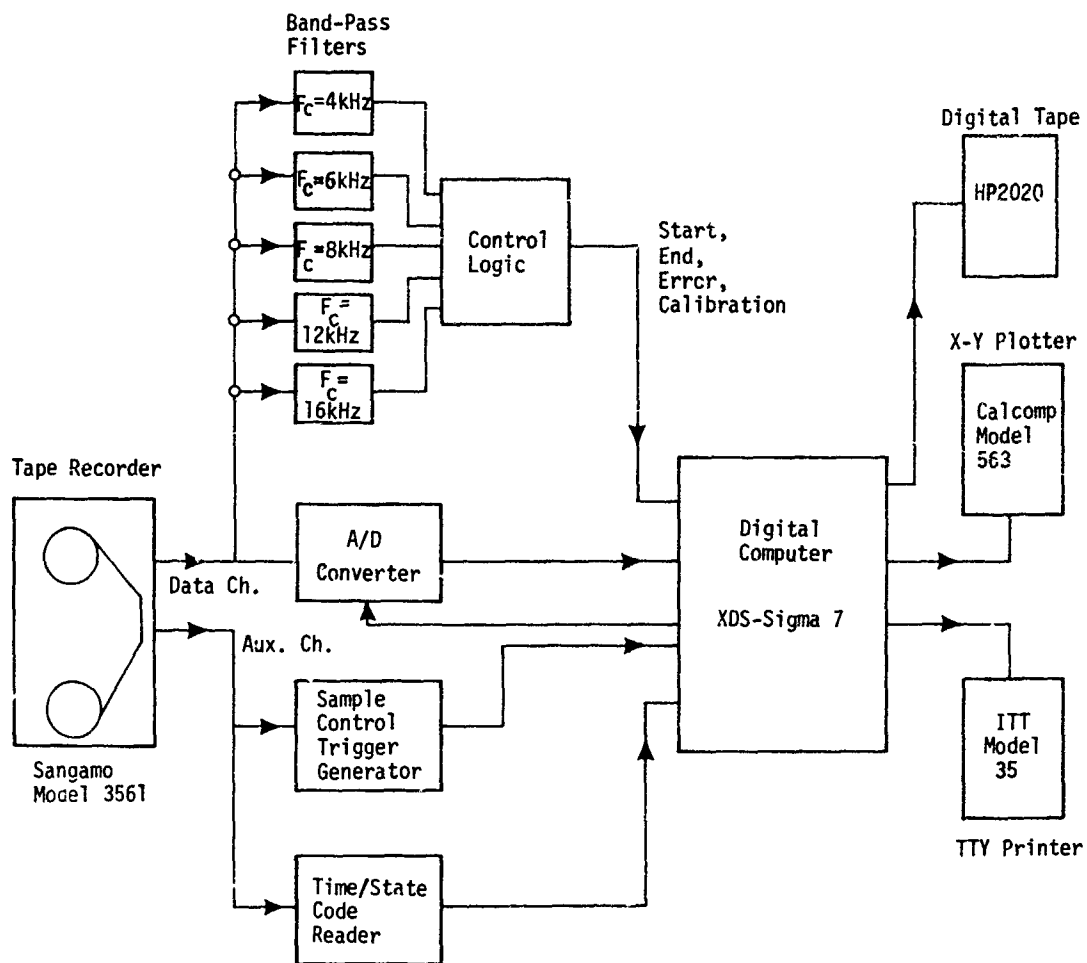 Band-Pass
Filters
Fc=4kHz
Fc=6kHz
Fc=8kHz
Fc=
12kHz
Fc=
16kHz
Control
Logic
Start,
End,
Error,
Calibration
Digital Tape
HP2020
X-Y Plotter
Calcomp
Model
563
Tape Recorder
Data Ch.
Aux. Ch.
Sangamo
Model 3561
A/D
Converter
Sample
Control
Trigger
Generator
Time/State
Code
Reader
Digital
Computer
XDS-Sigma 7
ITT
Model
35
TTY Printer